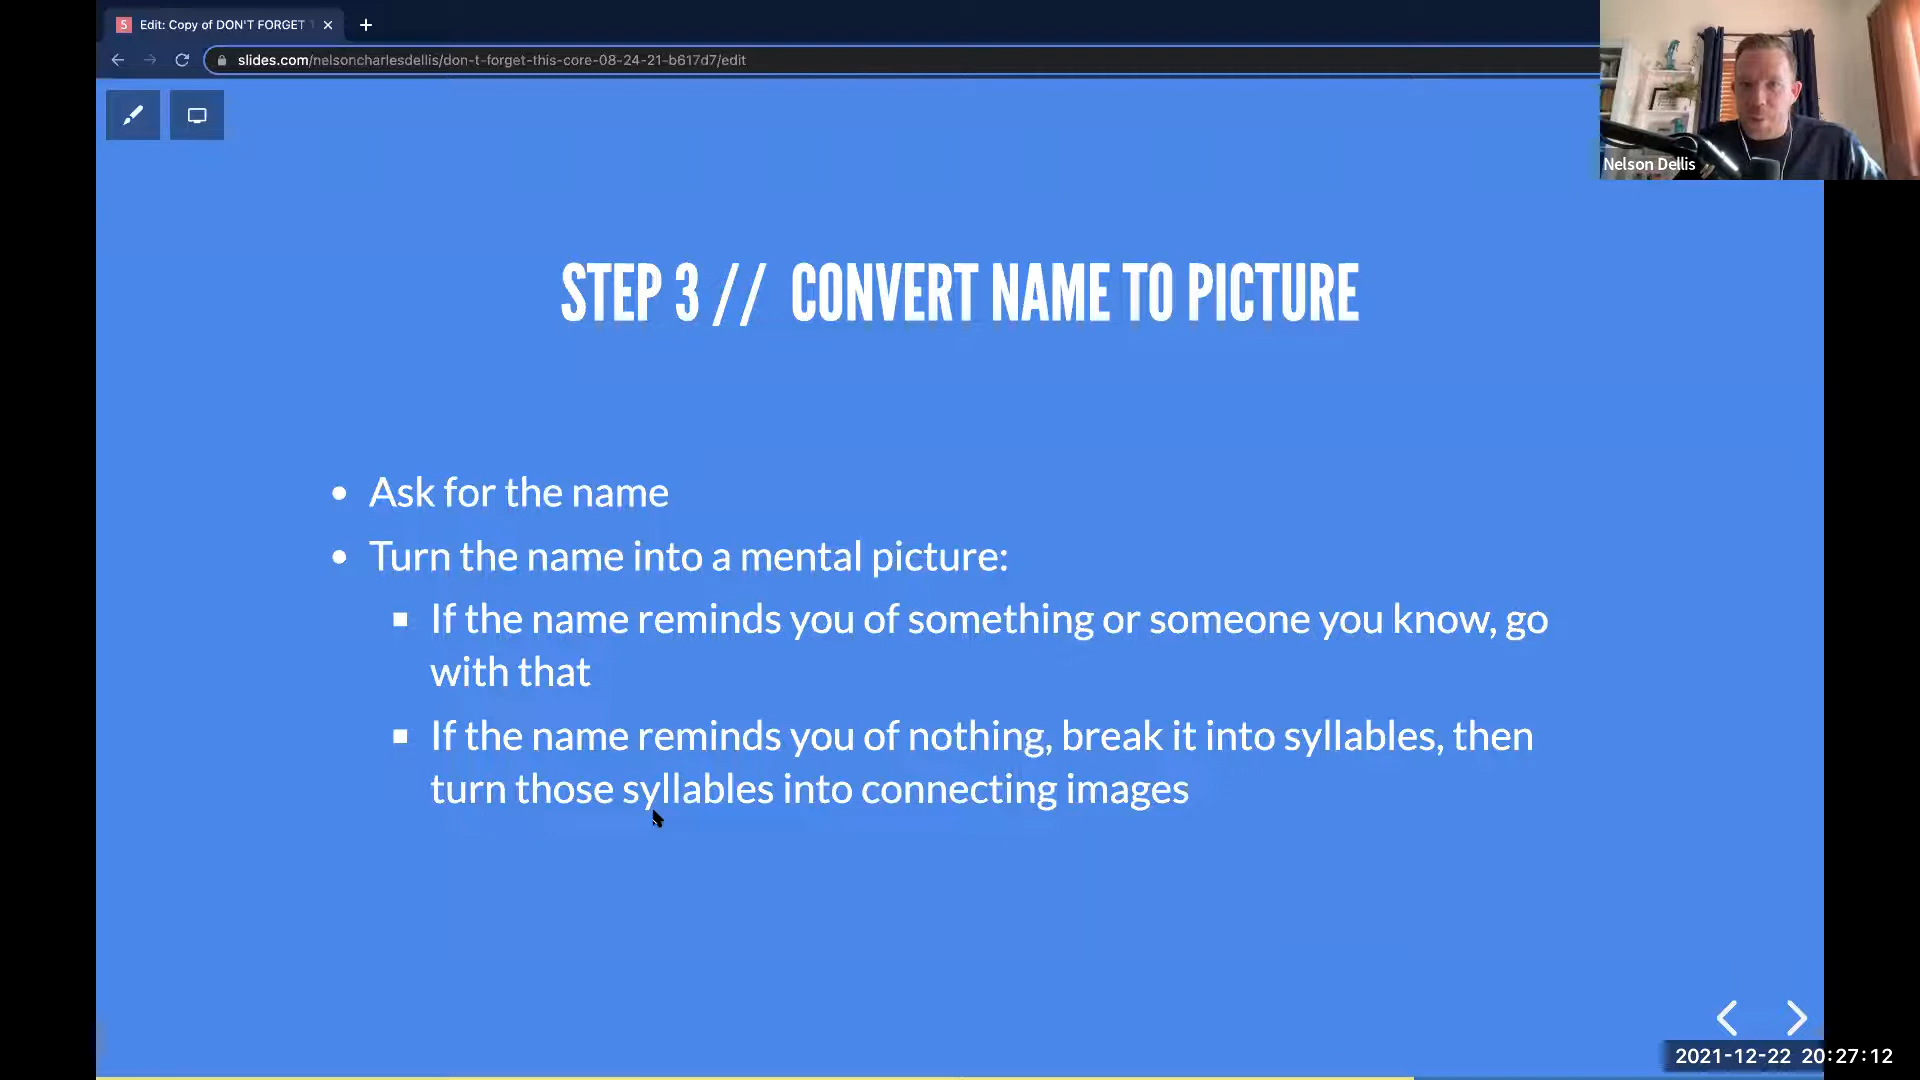 Edit: Copy of DON'T FORGET
slides.com/nelsoncharlesdellis/don-t-forget-this-core-08-24-21-b617d7/edit
Nelson Dellis
STEP 3 // CONVERT NAME TO PICTURE
Ask for the name
Turn the name into a mental picture:
If the name reminds you of something or someone you know, go
with that
If the name reminds you of nothing, break it into syllables, then
turn those syllables into connecting images
2021-12-22 20:27:12